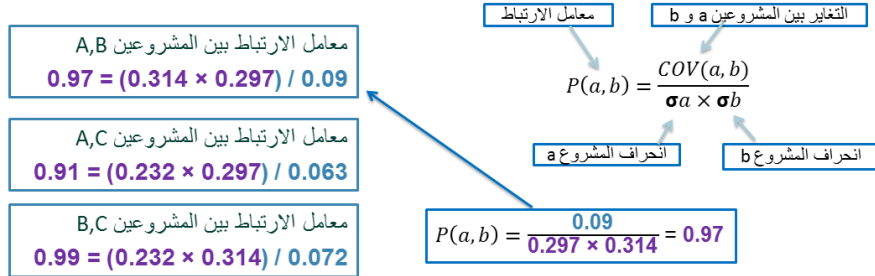 معامل الارتباط
التغاير بين المشروعين a و b
P(a, b) = COV(a, b) / σa × σb
انحراف المشروع a
انحراف المشروع b
P(a, b) = 0.09 / 0.297 × 0.314 = 0.97
معامل الارتباط بين المشروعين A,B
0.97 = (0.314 × 0.297) / 0.09
معامل الارتباط بين المشروعين A,C
0.91 = (0.232 × 0.297) / 0.063
معامل الارتباط بين المشروعين B,C
0.99 = (0.232 × 0.314) / 0.072